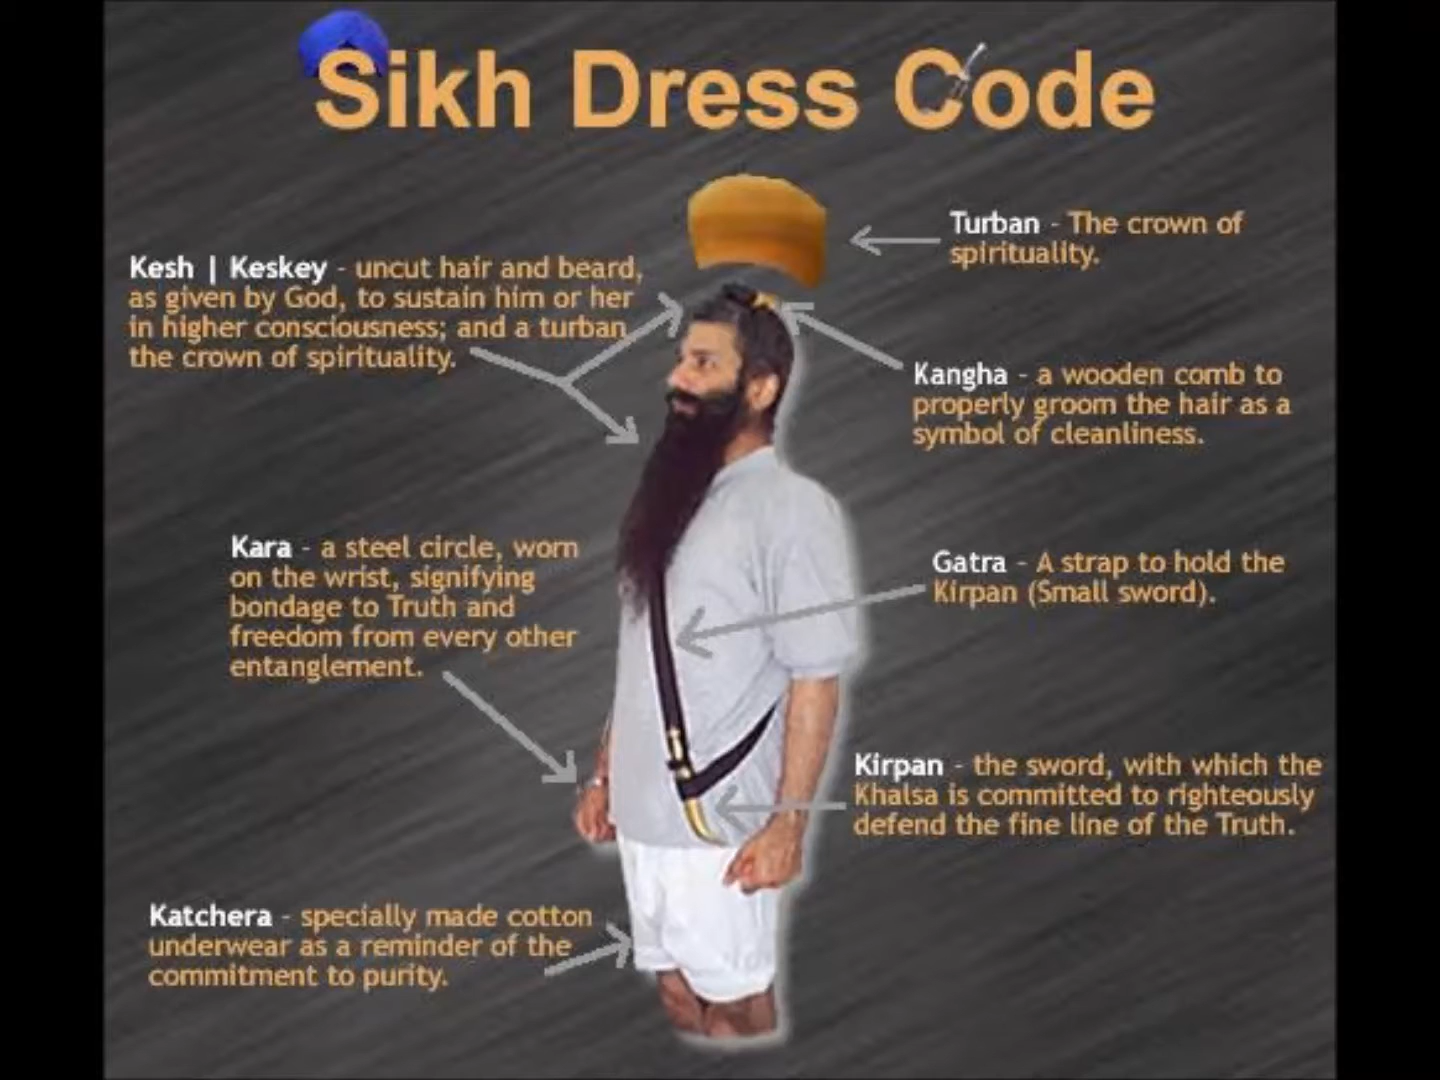 Sikh Dress Code
Turban - The crown of
spirituality.
Kesh | Keskey - uncut hair and beard,
as given by God, to sustain him or her
in higher consciousness; and a turban
the crown of spirituality.
Kangha - a wooden comb to
properly groom the hair as a
symbol of cleanliness.
Kara - a steel circle, worn
on the wrist, signifying
bondage to Truth and
freedom from every other
entanglement.
Gatra - A strap to hold the
Kirpan (Small sword).
Kirpan - the sword, with which the
Khalsa is committed to righteously
defend the fine line of the Truth.
Katchera - specially made cotton
underwear as a reminder of the
commitment to purity.